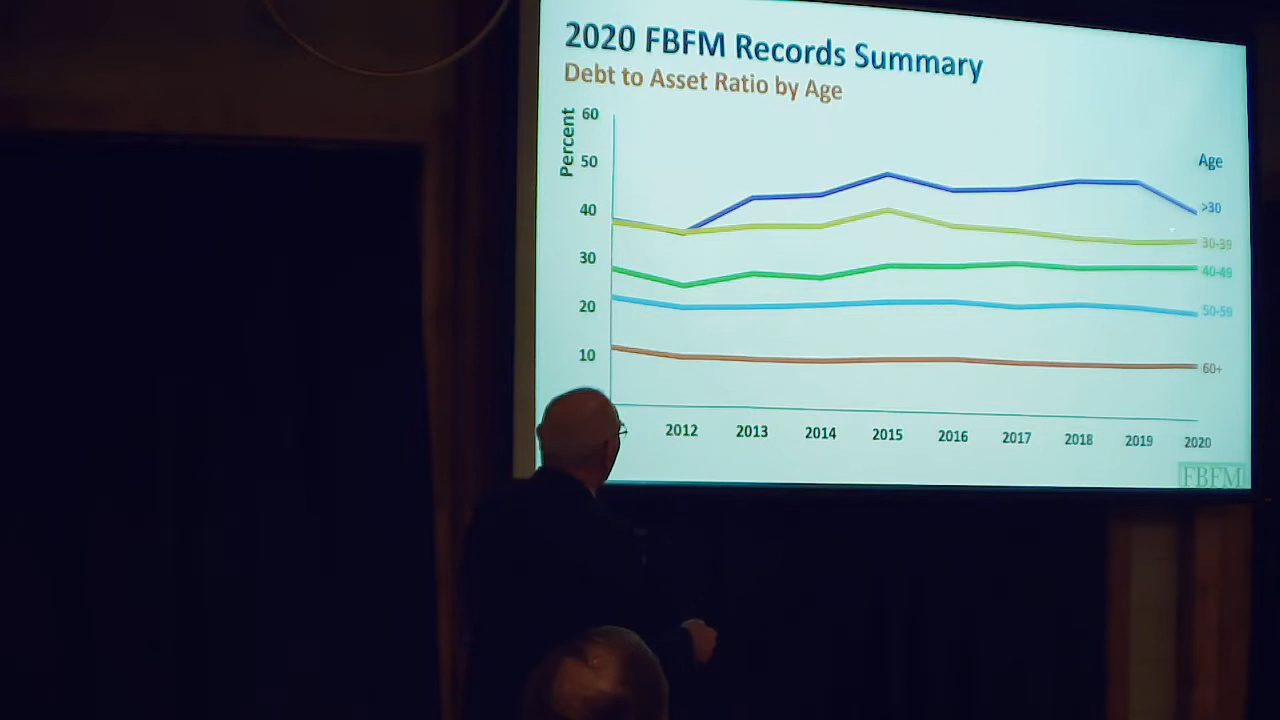 2020 FBFM Records Summary
Debt to Asset Ratio by Age
Percent
60
50
40
30
20
10
Age
>30
30-39
40-49
50-59
60+
2012 2013 2014 2015 2016 2017 2018 2019 2020
FBFM